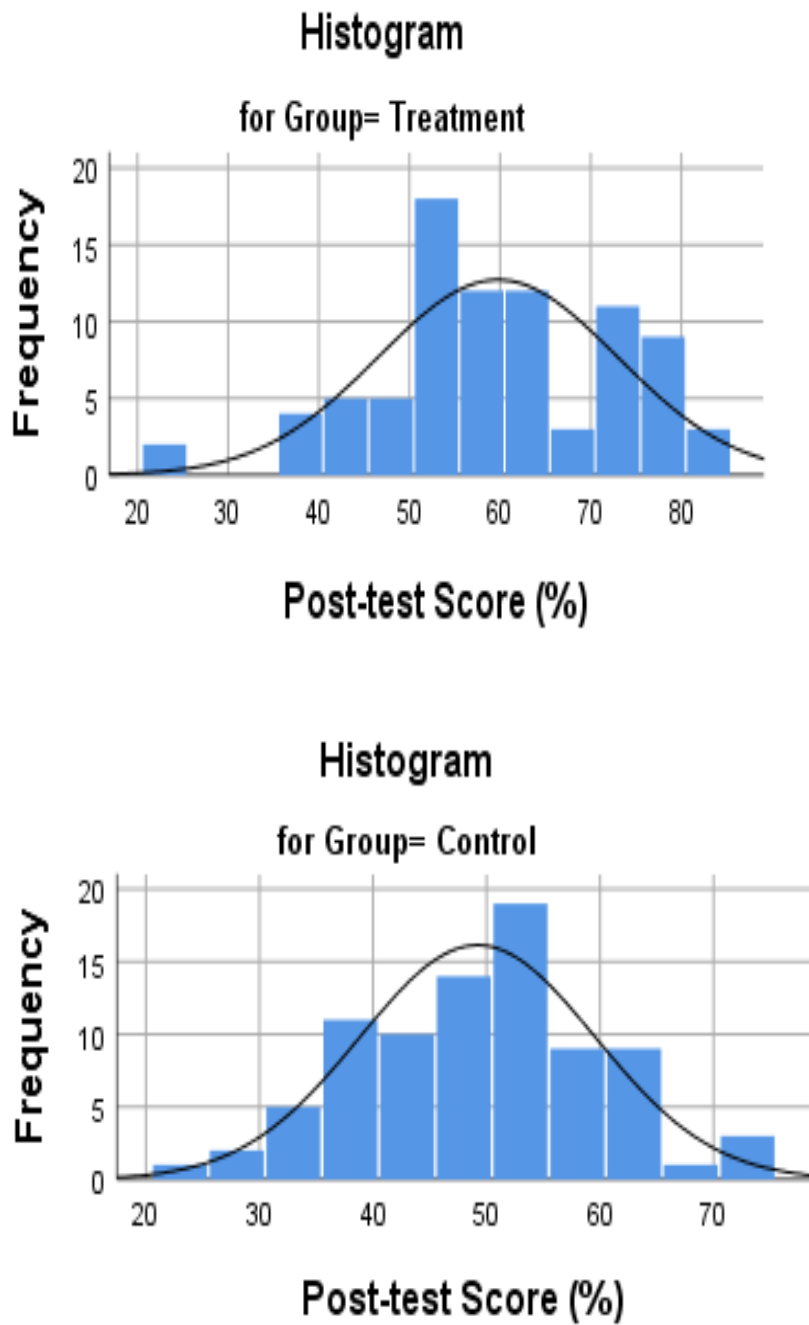 Histogram
for Group= Treatment
Frequency
20
15
10
5
0
20 30 40 50 60 70 80
Post-test Score (%)
Histogram
for Group= Control
Frequency
20
15
10
5
0
20 30 40 50 60 70
Post-test Score (%)